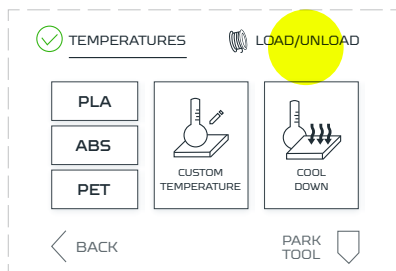 TEMPERATURES LOAD/UNLOAD
PLA
ABS
PET
CUSTOM
TEMPERATURE
COOL
DOWN
BACK
PARK
TOOL